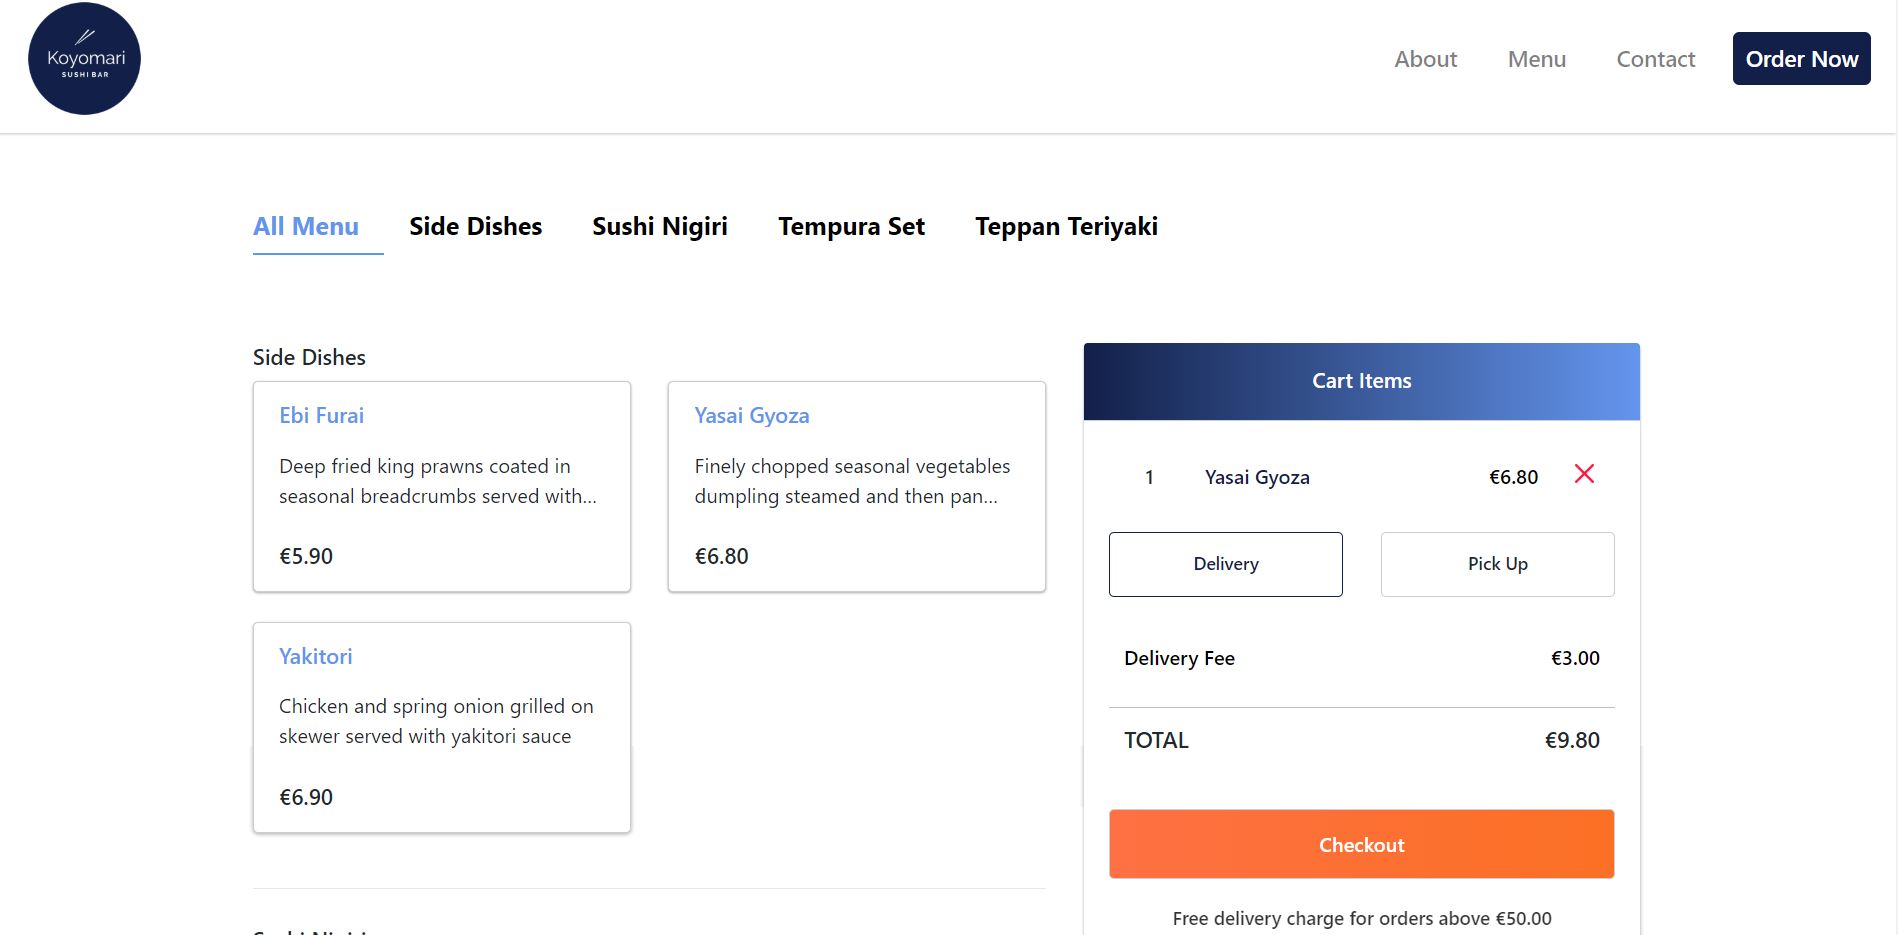 Koyomari
SUSHI BAR
About
Menu
Contact
Order Now
All Menu
Side Dishes
Sushi Nigiri
Tempura Set
Teppan Teriyaki
Side Dishes
Ebi Furai
Deep fried king prawns coated in
seasonal breadcrumbs served with...
€5.90
Yasai Gyoza
Finely chopped seasonal vegetables
dumpling steamed and then pan...
€6.80
Yakitori
Chicken and spring onion grilled on
skewer served with yakitori sauce
€6.90
Cart Items
1 Yasai Gyoza €6.80
Delivery
Pick Up
Delivery Fee €3.00
TOTAL €9.80
Checkout
Free delivery charge for orders above €50.00